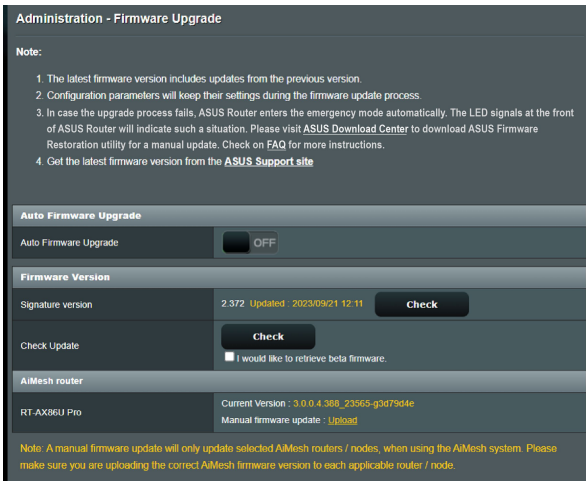 Administration - Firmware Upgrade
Note:
1. The latest firmware version includes updates from the previous version.
2. Configuration parameters will keep their settings during the firmware update process.
3. In case the upgrade process fails, ASUS Router enters the emergency mode automatically. The LED signals at the front
of ASUS Router will indicate such a situation. Please visit ASUS Download Center to download ASUS Firmware
Restoration utility for a manual update. Check on FAQ for more instructions.
4. Get the latest firmware version from the ASUS Support site
Auto Firmware Upgrade
Auto Firmware Upgrade OFF
Firmware Version
Signature version 2.372 Updated : 2023/09/21 12:11 Check
Check Update Check
I would like to retrieve beta firmware.
AiMesh router
RT-AX86U Pro Current Version : 3.0.0.4.388_23565-g3d79d4e
Manual firmware update : Upload
Note: A manual firmware update will only update selected AiMesh routers / nodes, when using the AiMesh system. Please
make sure you are uploading the correct AiMesh firmware version to each applicable router / node.